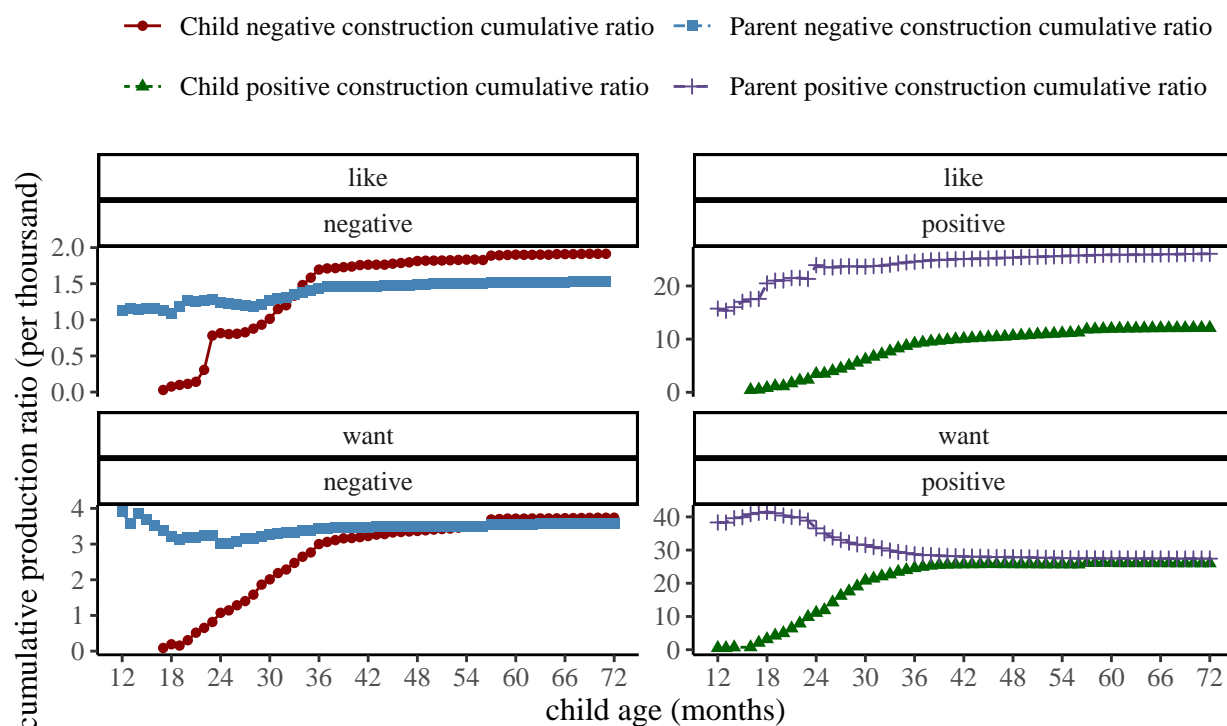 Child negative construction cumulative ratio
Parent negative construction cumulative ratio
Child positive construction cumulative ratio
Parent positive construction cumulative ratio
cumulative production ratio (per thoursand)
like
negative
2.0
1.5
1.0
0.5
0.0
like
positive
20
10
0
want
negative
4
3
2
1
0
12 18 24 30 36 42 48 54 60 66 72
want
positive
40
30
20
10
0
12 18 24 30 36 42 48 54 60 66 72
child age (months)